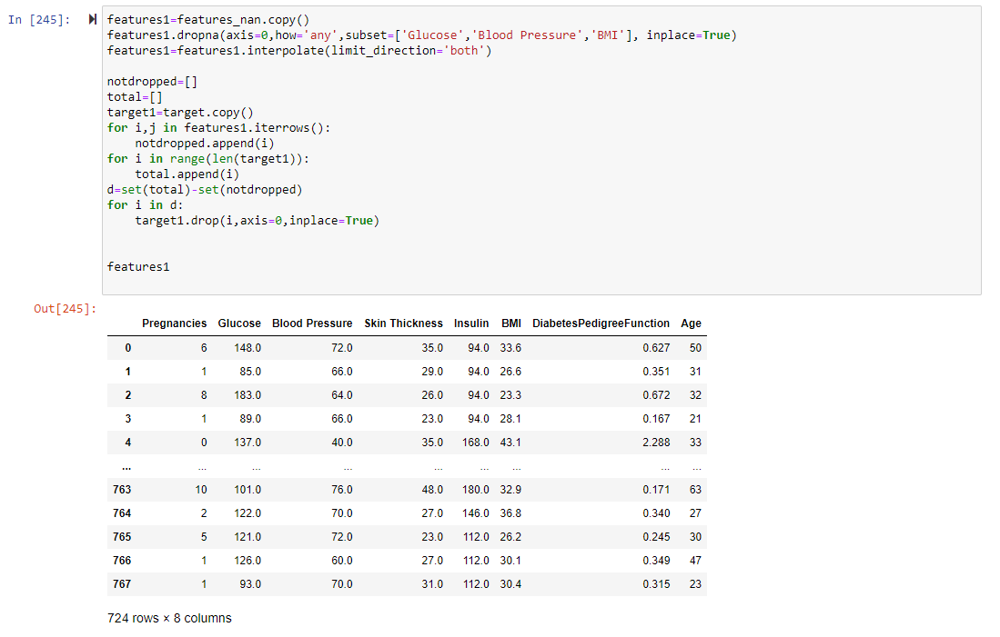 In [245]:
features1=features_nan.copy()
features1.dropna(axis=0,how='any',subset=['Glucose','Blood Pressure','BMI'], inplace=True)
features1=features1.interpolate(limit_direction='both')
notdropped=[]
total=[]
target1=target.copy()
for i,j in features1.iterrows():
    notdropped.append(i)
for i in range(len(target1)):
    total.append(i)
d=set(total)-set(notdropped)
for i in d:
    target1.drop(i,axis=0,inplace=True)
features1
Out[245]:
Pregnancies Glucose Blood Pressure Skin Thickness Insulin BMI DiabetesPedigreeFunction Age
0 6 148.0 72.0 35.0 94.0 33.6 0.627 50
1 1 85.0 66.0 29.0 94.0 26.6 0.351 31
2 8 183.0 64.0 26.0 94.0 23.3 0.672 32
3 1 89.0 66.0 23.0 94.0 28.1 0.167 21
4 0 137.0 40.0 35.0 168.0 43.1 2.288 33
... ... ... ... ... ... ... ... ...
763 10 101.0 76.0 48.0 180.0 32.9 0.171 63
764 2 122.0 70.0 27.0 146.0 36.8 0.340 27
765 5 121.0 72.0 23.0 112.0 26.2 0.245 30
766 1 126.0 60.0 27.0 112.0 30.1 0.349 47
767 1 93.0 70.0 31.0 112.0 30.4 0.315 23
724 rows × 8 columns